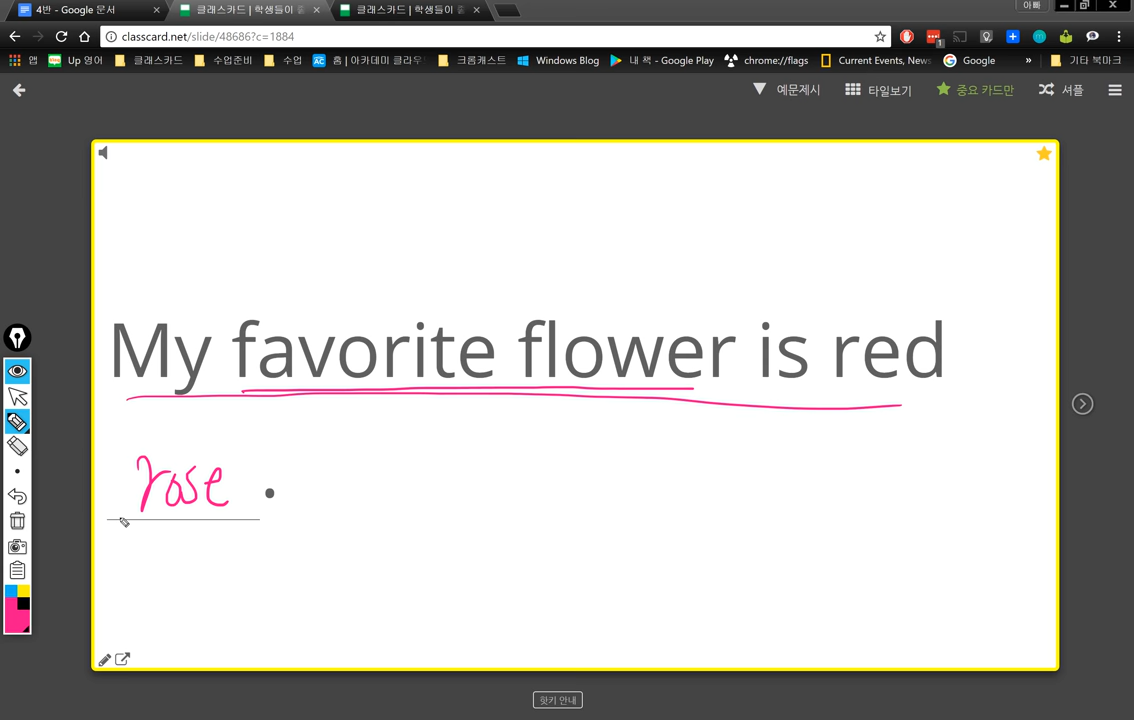 4반 - Google 문서
클래스카드 | 학생들이
클래스카드 | 학생들이
아빠
classcard.net/slide/48686?c=1884
1
앱 Up 영어 클래스카드 수업준비 수업 AC 홈 | 아카데미 클라우 크롬캐스트 Windows Blog 내 책 - Google Play chrome://flags Current Events, News Google » 기타 북마크
예문제시 타일보기 중요 카드만 셔플
My favorite flower is red
rose .
핫키 안내